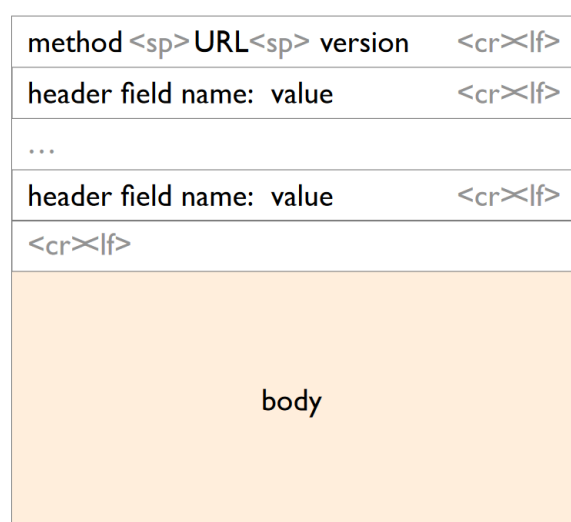 method <sp> URL<sp> version <cr><lf>
header field name: value <cr><lf>
...
header field name: value <cr><lf>
<cr><lf>
body